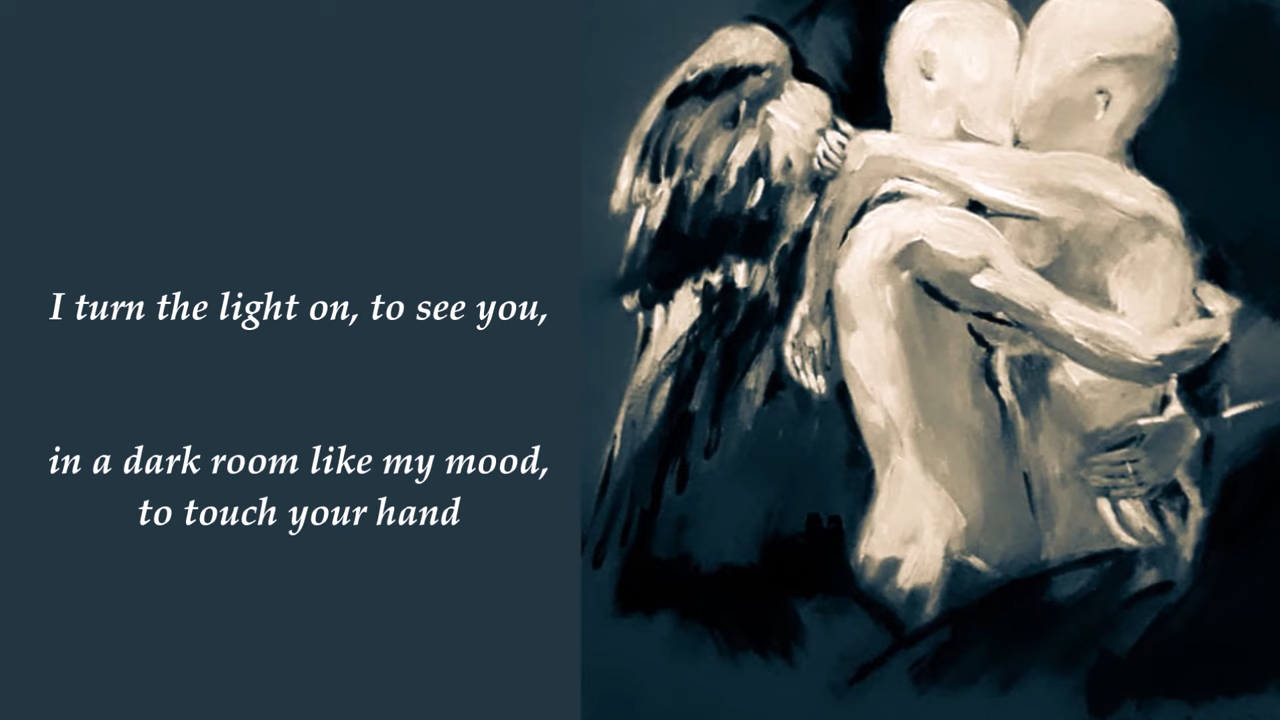 I turn the light on, to see you,
in a dark room like my mood,
to touch your hand